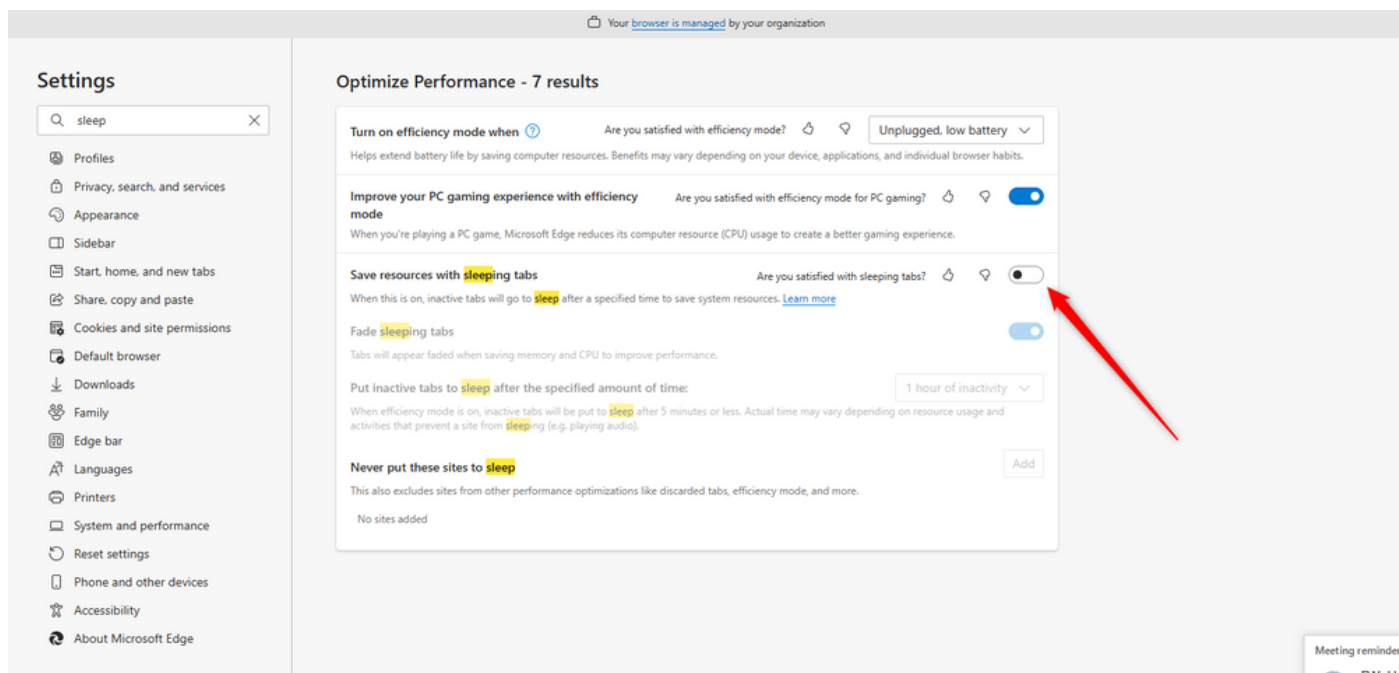 Your browser is managed by your organization
Settings
sleep
Profiles
Privacy, search, and services
Appearance
Sidebar
Start, home, and new tabs
Share, copy and paste
Cookies and site permissions
Default browser
Downloads
Family
Edge bar
Languages
Printers
System and performance
Reset settings
Phone and other devices
Accessibility
About Microsoft Edge
Optimize Performance - 7 results
Turn on efficiency mode when
Are you satisfied with efficiency mode?
Unplugged, low battery
Helps extend battery life by saving computer resources. Benefits may vary depending on your device, applications, and individual browser habits.
Improve your PC gaming experience with efficiency
mode
Are you satisfied with efficiency mode for PC gaming?
When you're playing a PC game, Microsoft Edge reduces its computer resource (CPU) usage to create a better gaming experience.
Save resources with sleeping tabs
Are you satisfied with sleeping tabs?
When this is on, inactive tabs will go to sleep after a specified time to save system resources. Learn more
Fade sleeping tabs
Tabs will appear faded when saving memory and CPU to improve performance.
Put inactive tabs to sleep after the specified amount of time:
1 hour of inactivity
When efficiency mode is on, inactive tabs will be put to sleep after 5 minutes or less. Actual time may vary depending on resource usage and
activities that prevent a site from sleeping (e.g. playing audio).
Never put these sites to sleep
Add
This also excludes sites from other performance optimizations like discarded tabs, efficiency mode, and more.
No sites added
Meeting reminder